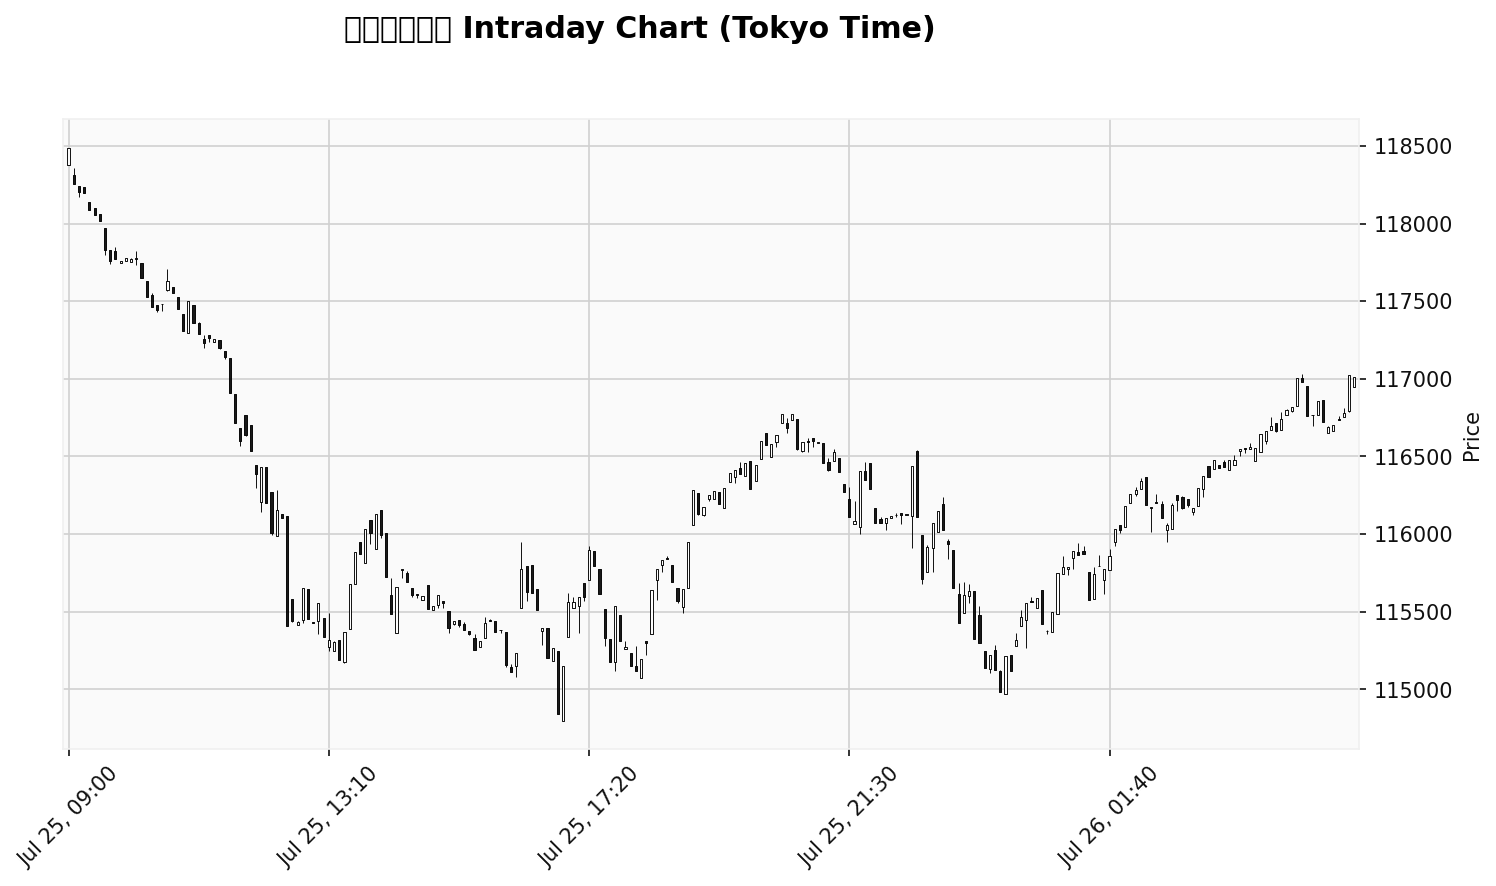 Intraday Chart (Tokyo Time)
118500
118000
117500
117000
116500
116000
115500
115000
Price
Jul 25, 09:00
Jul 25, 13:10
Jul 25, 17:20
Jul 25, 21:30
Jul 26, 01:40